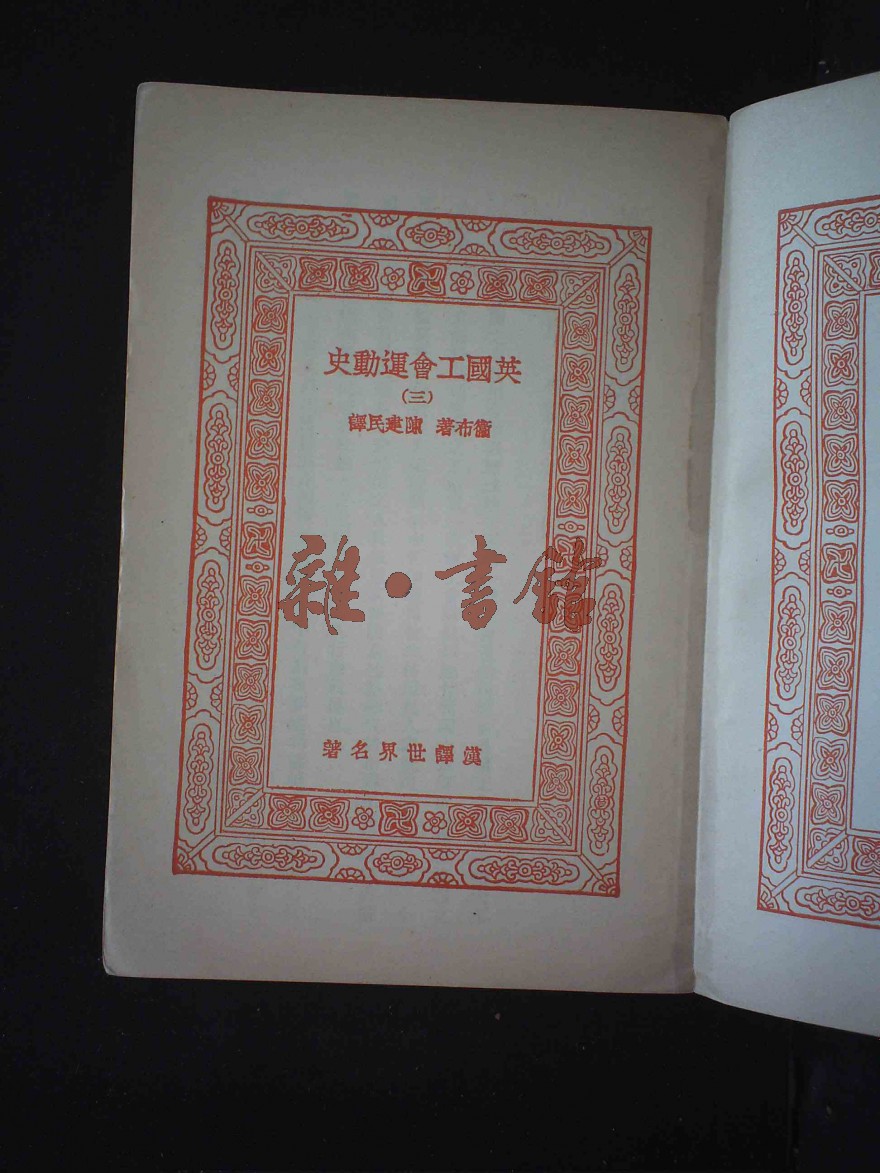 英國工會運動史
(三)
衞布著 陳建民譯
雜·書館
漢譯世界名著